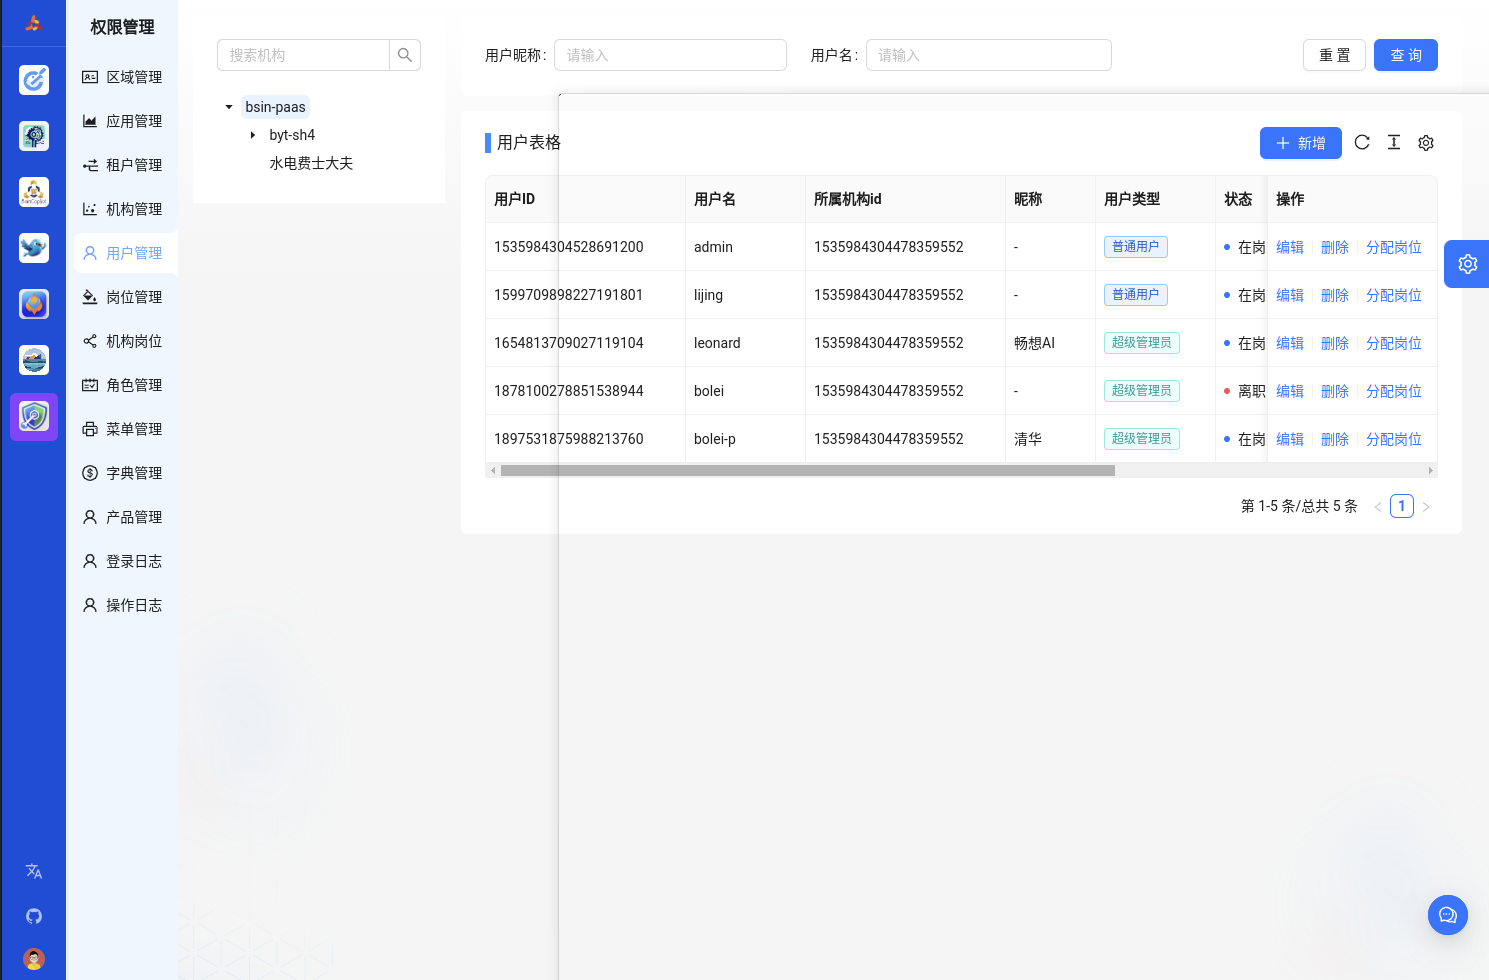 权限管理
区域管理
应用管理
租户管理
机构管理
用户管理
岗位管理
机构岗位
角色管理
菜单管理
字典管理
产品管理
登录日志
操作日志
搜索机构
bsin-paas
byt-sh4
水电费士大夫
用户昵称: 请输入 用户名: 请输入 重 置 查 询
用户表格 新增
用户ID 用户名 所属机构id 昵称 用户类型 状态 操作
1535984304528691200 admin 1535984304478359552 - 普通用户 在岗 编辑 删除 分配岗位
1599709898227191801 lijing 1535984304478359552 - 普通用户 在岗 编辑 删除 分配岗位
1654813709027119104 leonard 1535984304478359552 畅想AI 超级管理员 在岗 编辑 删除 分配岗位
1878100278851538944 bolei 1535984304478359552 - 超级管理员 离职 编辑 删除 分配岗位
1897531875988213760 bolei-p 1535984304478359552 清华 超级管理员 在岗 编辑 删除 分配岗位
第 1-5 条/总共 5 条 1